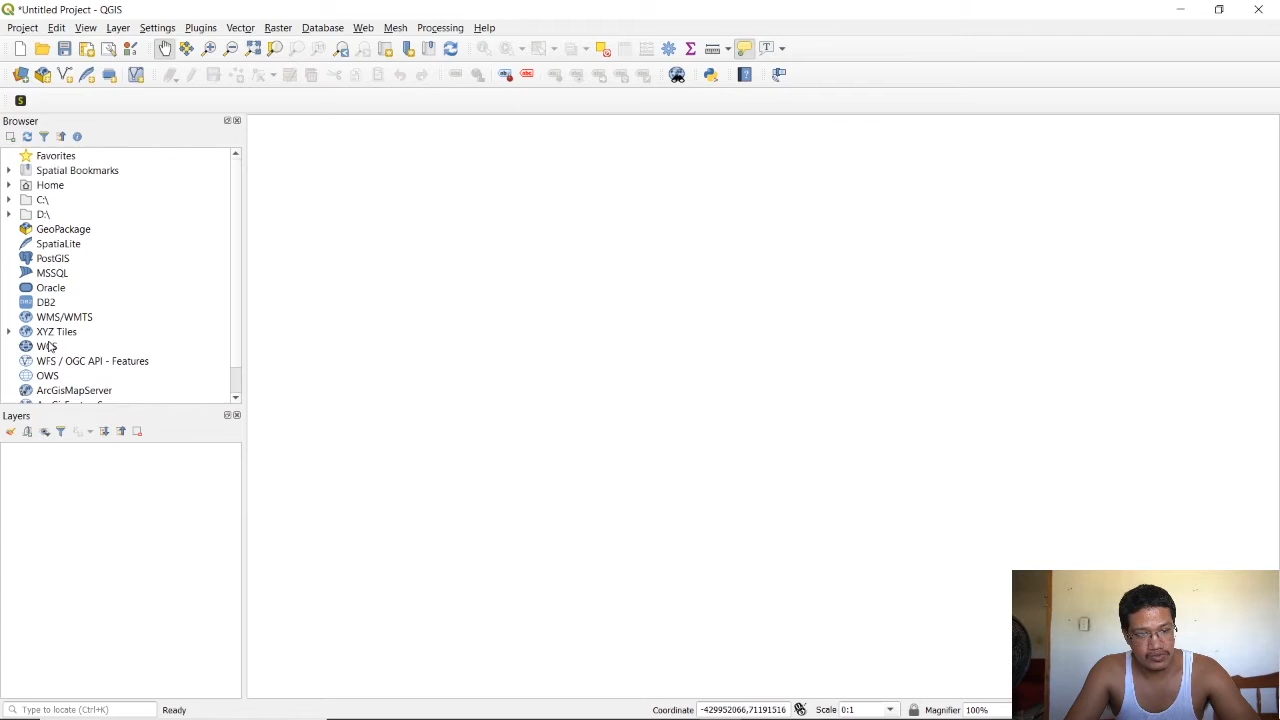 *Untitled Project - QGIS
Project Edit View Layer Settings Plugins Vector Raster Database Web Mesh Processing Help
Browser
Favorites
Spatial Bookmarks
Home
C:\
D:\
GeoPackage
SpatiaLite
PostGIS
MSSQL
Oracle
DB2
WMS/WMTS
XYZ Tiles
WCS
WFS / OGC API - Features
OWS
ArcGisMapServer
Layers
Type to locate (Ctrl+K) Ready Coordinate -429952066,71191516 Scale 0:1 Magnifier 100%